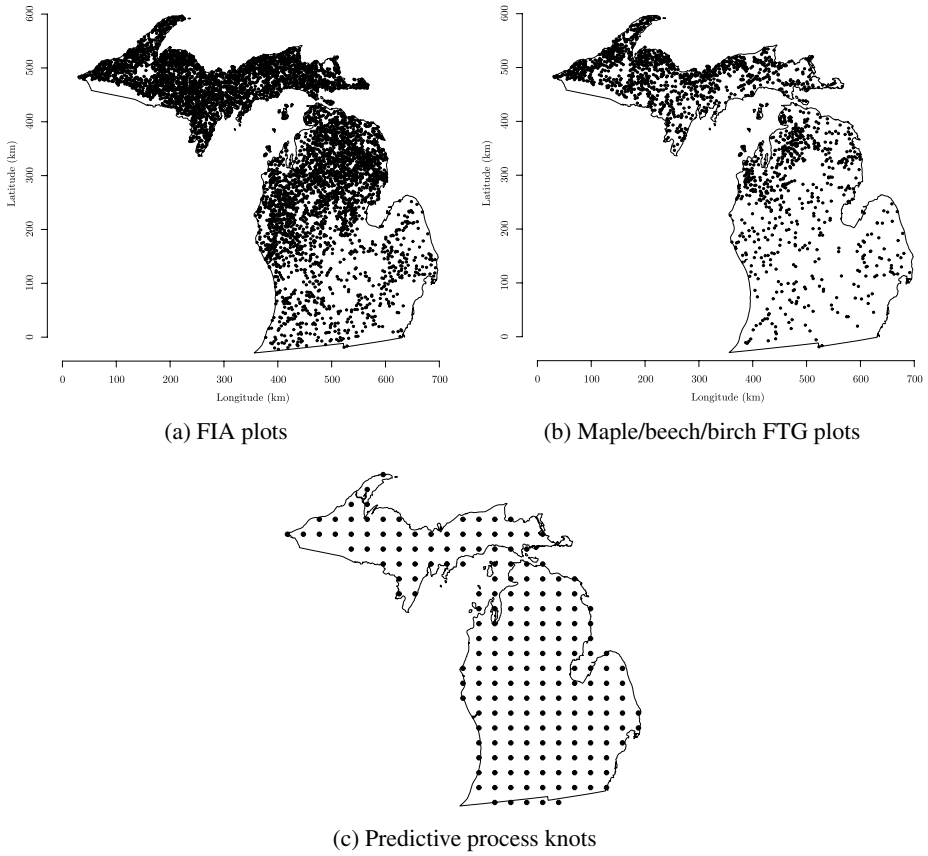 600
500
400
300
200
100
0
Latitude (km)
0 100 200 300 400 500 600 700
Longitude (km)
(a) FIA plots
600
500
400
300
200
100
0
Latitude (km)
0 100 200 300 400 500 600 700
Longitude (km)
(b) Maple/beech/birch FTG plots
(c) Predictive process knots